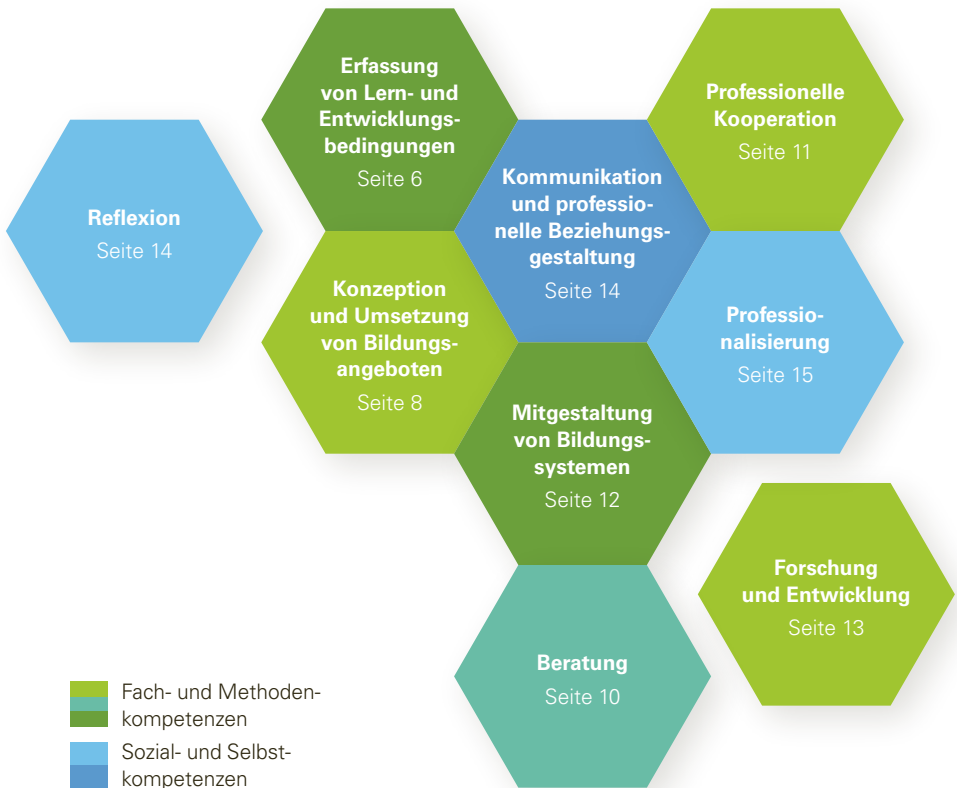 Erfassung
von Lern- und
Entwicklungs-
bedingungen
Seite 6
Professionelle
Kooperation
Seite 11
Reflexion
Seite 14
Kommunikation
und professio-
nelle Beziehungs-
gestaltung
Seite 14
Konzeption
und Umsetzung
von Bildungs-
angeboten
Seite 8
Professio-
nalisierung
Seite 15
Mitgestaltung
von Bildungs-
systemen
Seite 12
Forschung
und Entwicklung
Seite 13
Beratung
Seite 10
Fach- und Methoden-
kompetenzen
Sozial- und Selbst-
kompetenzen